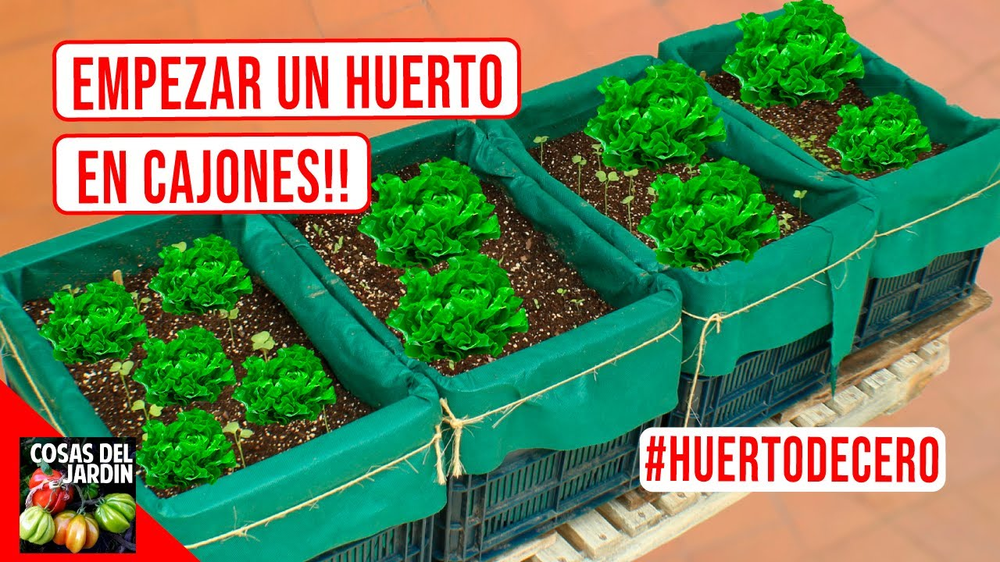 EMPEZAR UN HUERTO
EN CAJONES!!
#HUERTODECERO
COSAS DEL
JARDIN